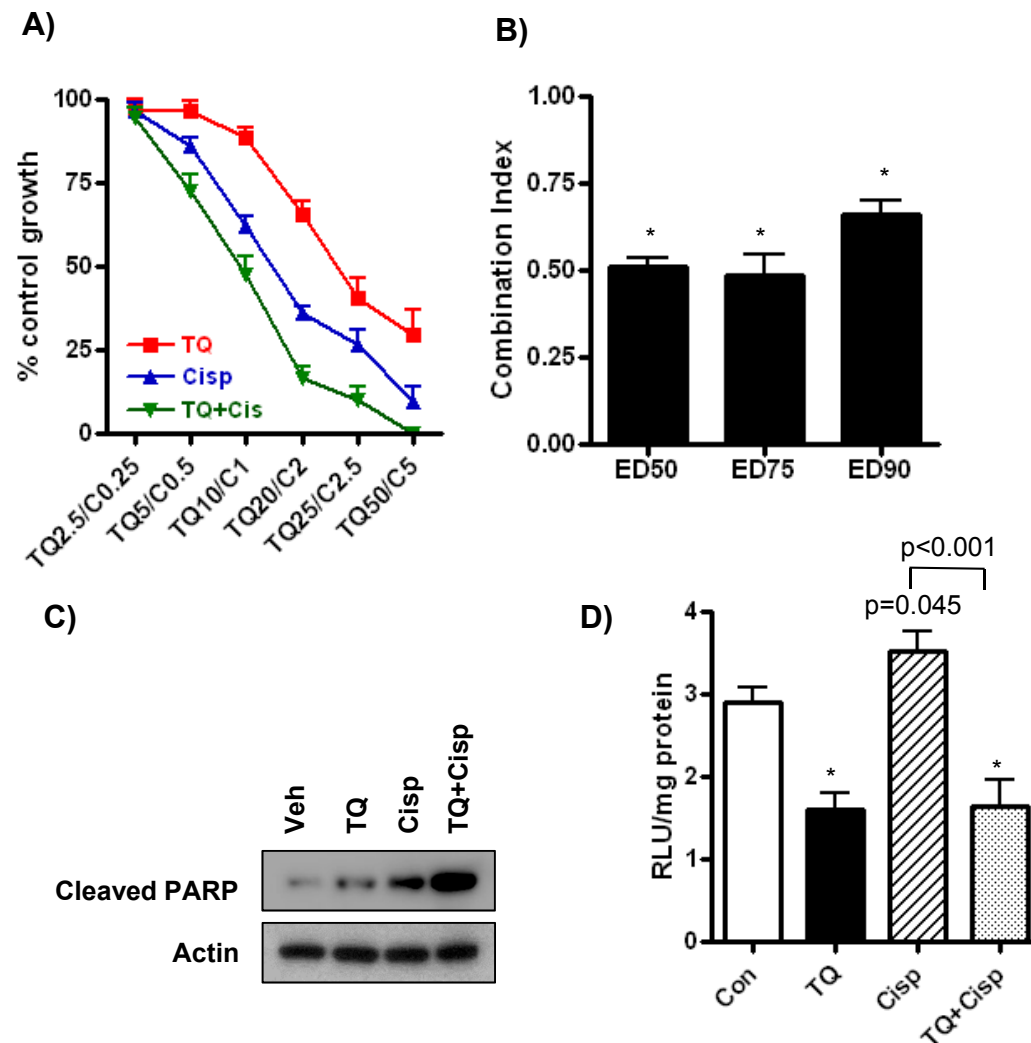 A)
% control growth
100
75
50
25
0
TQ
Cisp
TQ+Cis
TQ2.5/C0.25
TQ5/C0.5
TQ10/C1
TQ20/C2
TQ25/C2.5
TQ50/C5
B)
Combination Index
1.00
0.75
0.50
0.25
0.00
*
*
*
ED50
ED75
ED90
C)
Veh
TQ
Cisp
TQ+Cisp
Cleaved PARP
Actin
D)
p<0.001
p=0.045
RLU/mg protein
4
3
2
1
0
*
*
Con
TQ
Cisp
TQ+Cisp